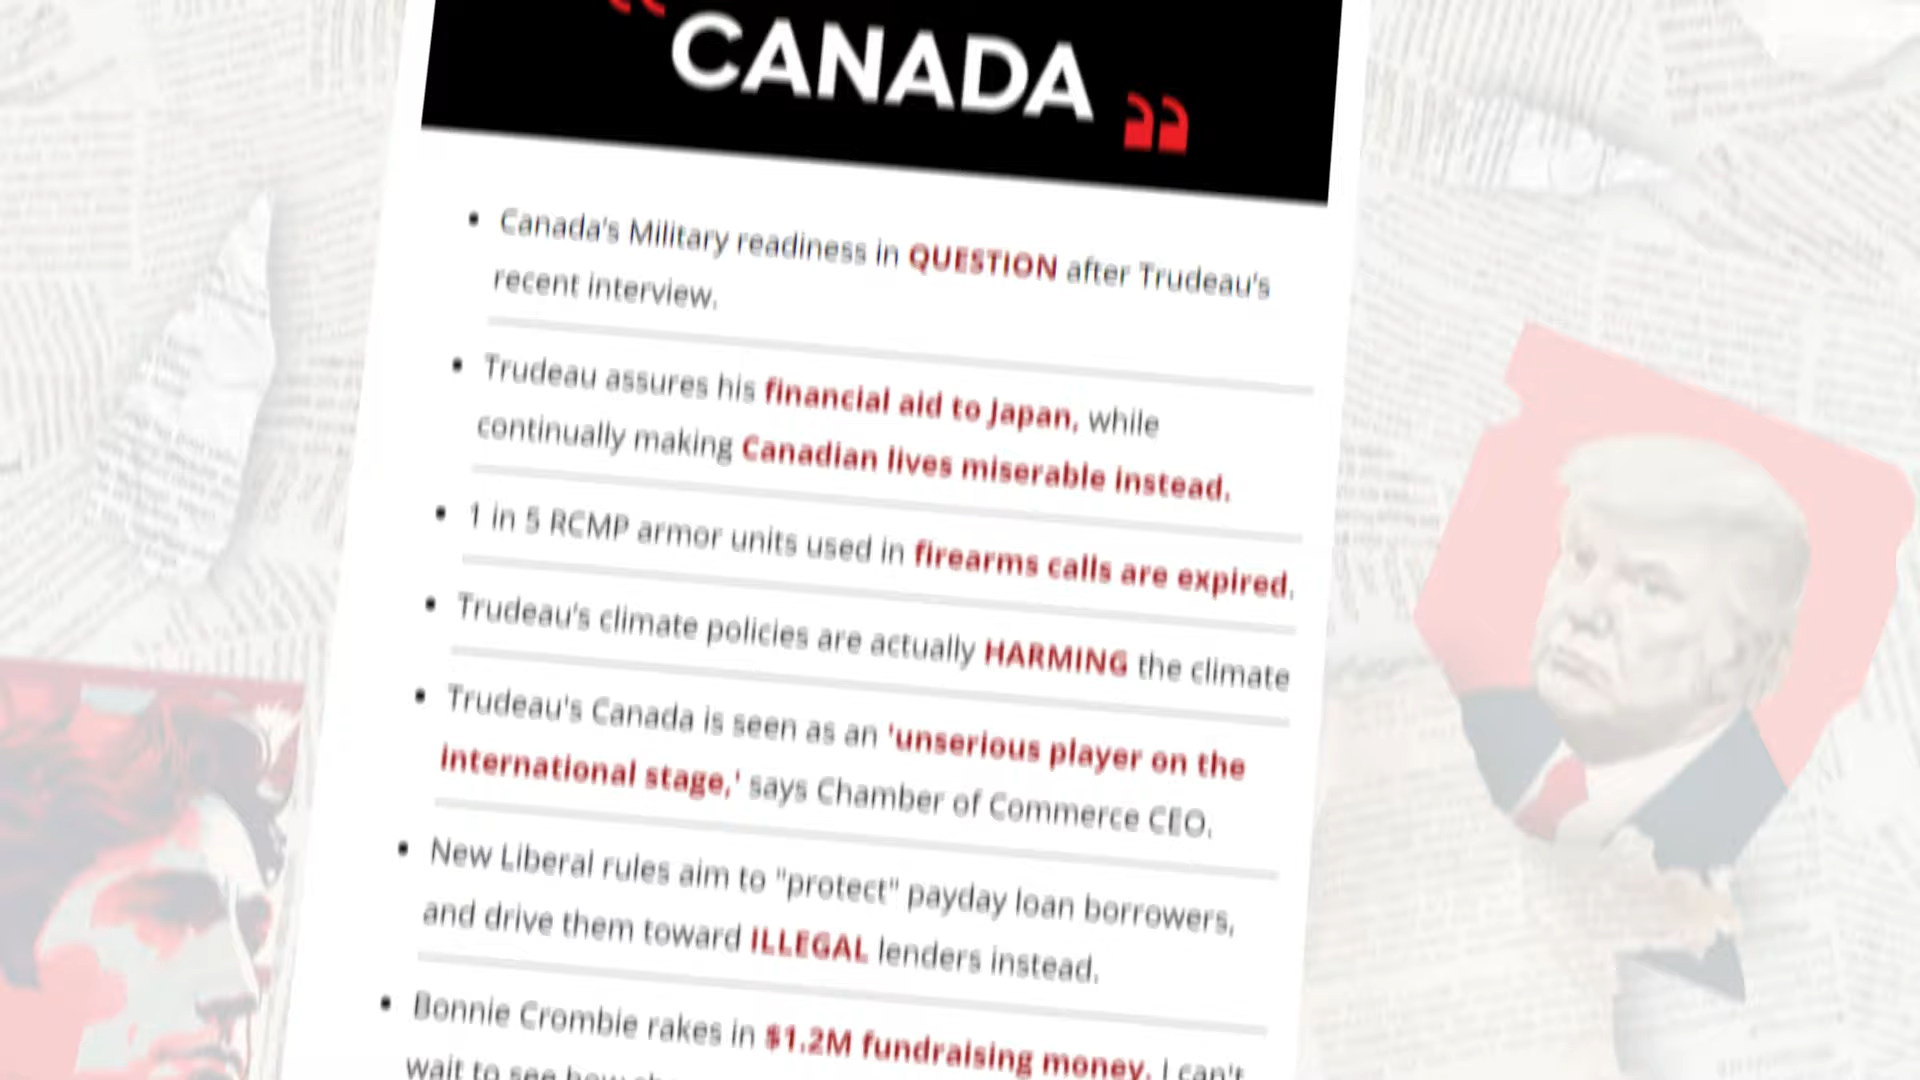 CANADA
Canada's Military readiness in QUESTION after Trudeau's
recent interview.
Trudeau assures his financial aid to Japan, while
continually making Canadian lives miserable instead.
1 in 5 RCMP armor units used in firearms calls are expired.
Trudeau's climate policies are actually HARMING the climate
Trudeau's Canada is seen as an 'unserious player on the
international stage,' says Chamber of Commerce CEO.
New Liberal rules aim to "protect" payday loan borrowers,
and drive them toward ILLEGAL lenders instead.
Bonnie Crombie rakes in $1.2M fundraising money. I can't
wait to see how